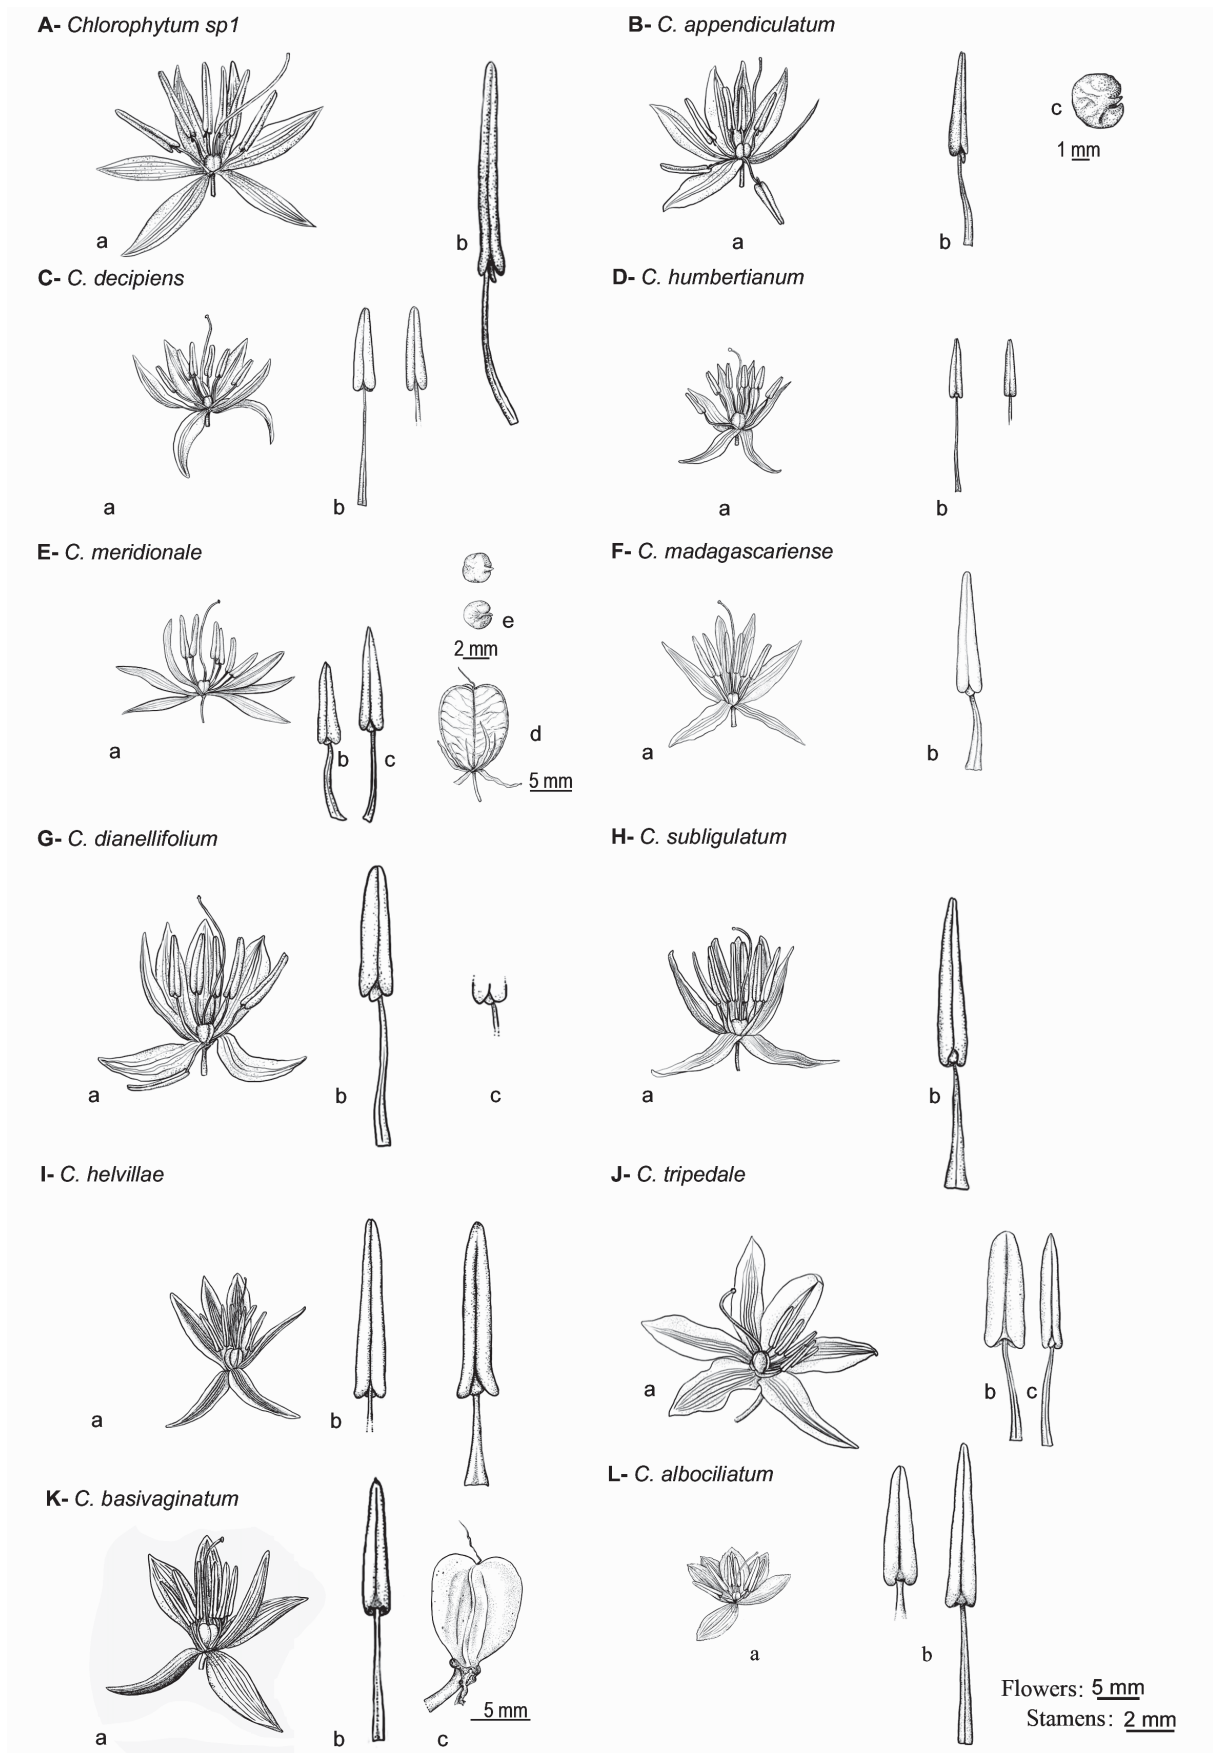 A- Chlorophytum sp1
a
b
B- C. appendiculatum
a
b
c
1 mm
C- C. decipiens
a
b
D- C. humbertianum
a
b
E- C. meridionale
a
b
c
e
2 mm
d
5 mm
F- C. madagascariense
a
b
G- C. dianellifolium
a
b
c
H- C. subligulatum
a
b
I- C. helvillae
a
b
J- C. tripedale
a
b
c
K- C. basivaginatum
a
b
c
5 mm
L- C. albociliatum
a
b
Flowers: 5 mm
Stamens: 2 mm